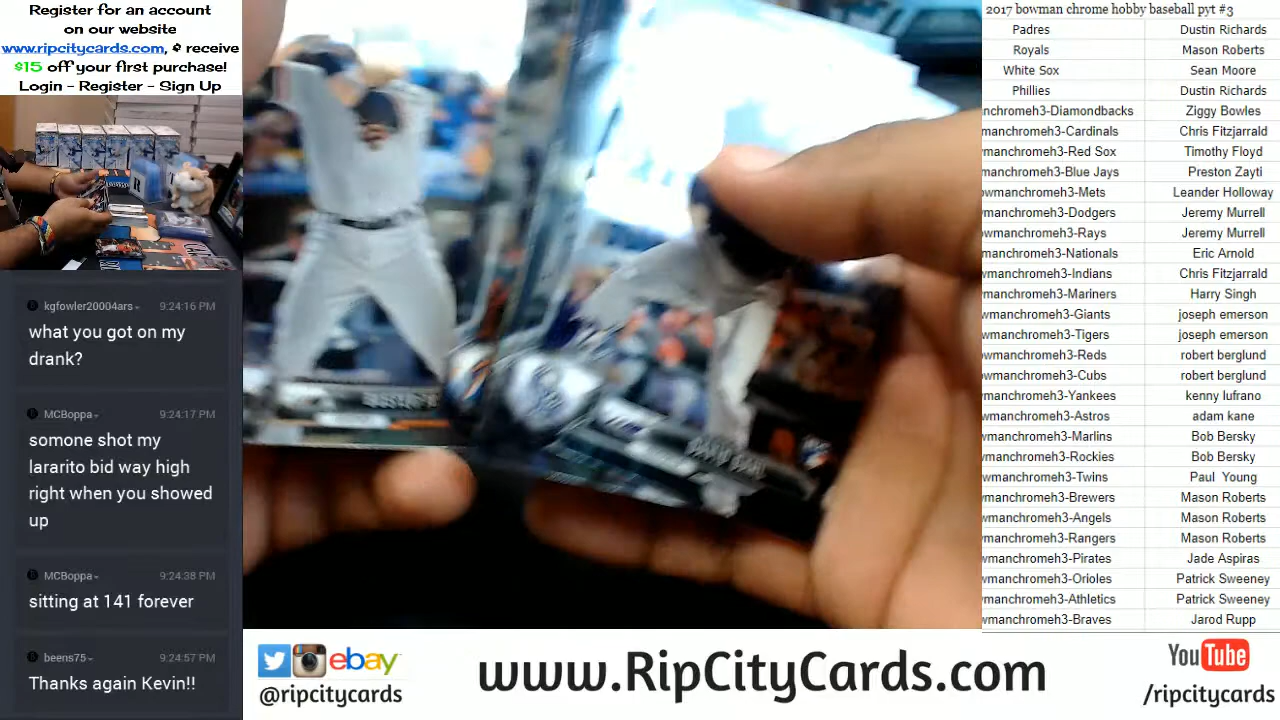 Register for an account
on our website
www.ripcitycards.com, & receive
$15 off your first purchase!
Login - Register - Sign Up
kgfowler20004ars
9:24:16 PM
what you got on my
drank?
MCBoppa
9:24:17 PM
somone shot my
lararito bid way high
right when you showed
up
MCBoppa
9:24:38 PM
sitting at 141 forever
beens75
9:24:57 PM
Thanks again Kevin!!
2017 bowman chrome hobby baseball pyt #3
Padres Dustin Richards
Royals Mason Roberts
White Sox Sean Moore
Phillies Dustin Richards
nchromeh3-Diamondbacks Ziggy Bowles
manchromeh3-Cardinals Chris Fitzjarrald
wmanchromeh3-Red Sox Timothy Floyd
wmanchromeh3-Blue Jays Preston Zayti
owmanchromeh3-Mets Leander Holloway
wmanchromeh3-Dodgers Jeremy Murrell
owmanchromeh3-Rays Jeremy Murrell
manchromeh3-Nationals Eric Arnold
wmanchromeh3-Indians Chris Fitzjarrald
wmanchromeh3-Mariners Harry Singh
wmanchromeh3-Giants joseph emerson
wmanchromeh3-Tigers joseph emerson
owmanchromeh3-Reds robert berglund
owmanchromeh3-Cubs robert berglund
manchromeh3-Yankees kenny lufrano
wmanchromeh3-Astros adam kane
wmanchromeh3-Marlins Bob Bersky
manchromeh3-Rockies Bob Bersky
wmanchromeh3-Twins Paul Young
manchromeh3-Brewers Mason Roberts
wmanchromeh3-Angels Mason Roberts
manchromeh3-Rangers Mason Roberts
wmanchromeh3-Pirates Jade Aspiras
wmanchromeh3-Orioles Patrick Sweeney
manchromeh3-Athletics Patrick Sweeney
wmanchromeh3-Braves Jarod Rupp
ebay
@ripcitycards
www.RipCityCards.com
YouTube
/ripcitycards